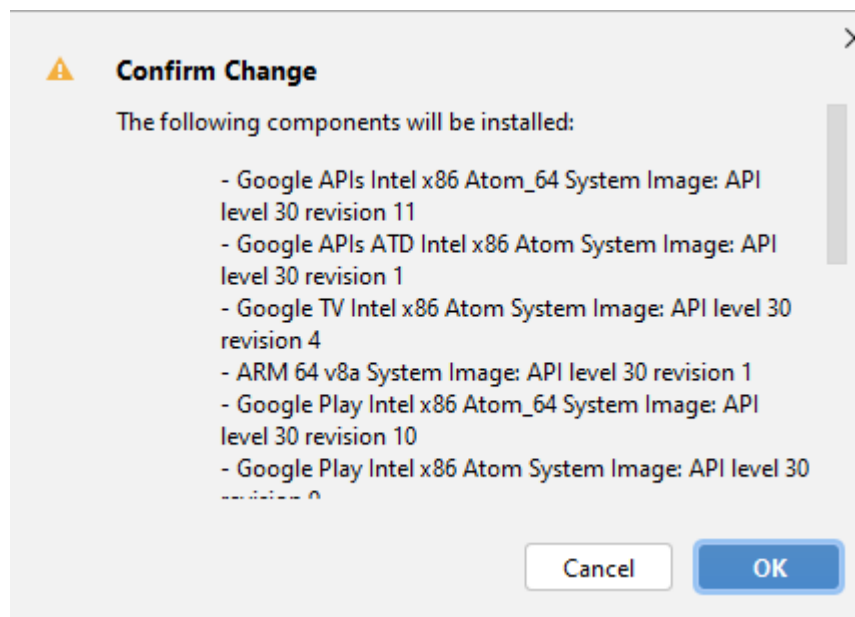 Confirm Change
The following components will be installed:
- Google APIs Intel x86 Atom_64 System Image: API
level 30 revision 11
- Google APIs ATD Intel x86 Atom System Image: API
level 30 revision 1
- Google TV Intel x86 Atom System Image: API level 30
revision 4
- ARM 64 v8a System Image: API level 30 revision 1
- Google Play Intel x86 Atom_64 System Image: API
level 30 revision 10
- Google Play Intel x86 Atom System Image: API level 30
Cancel OK